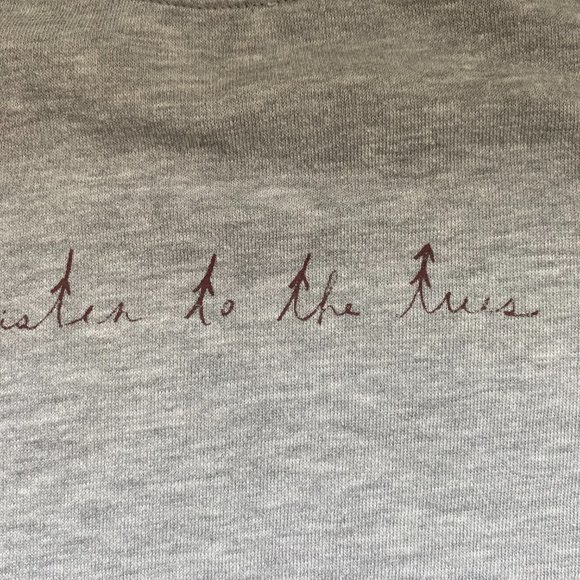 isten to the trees